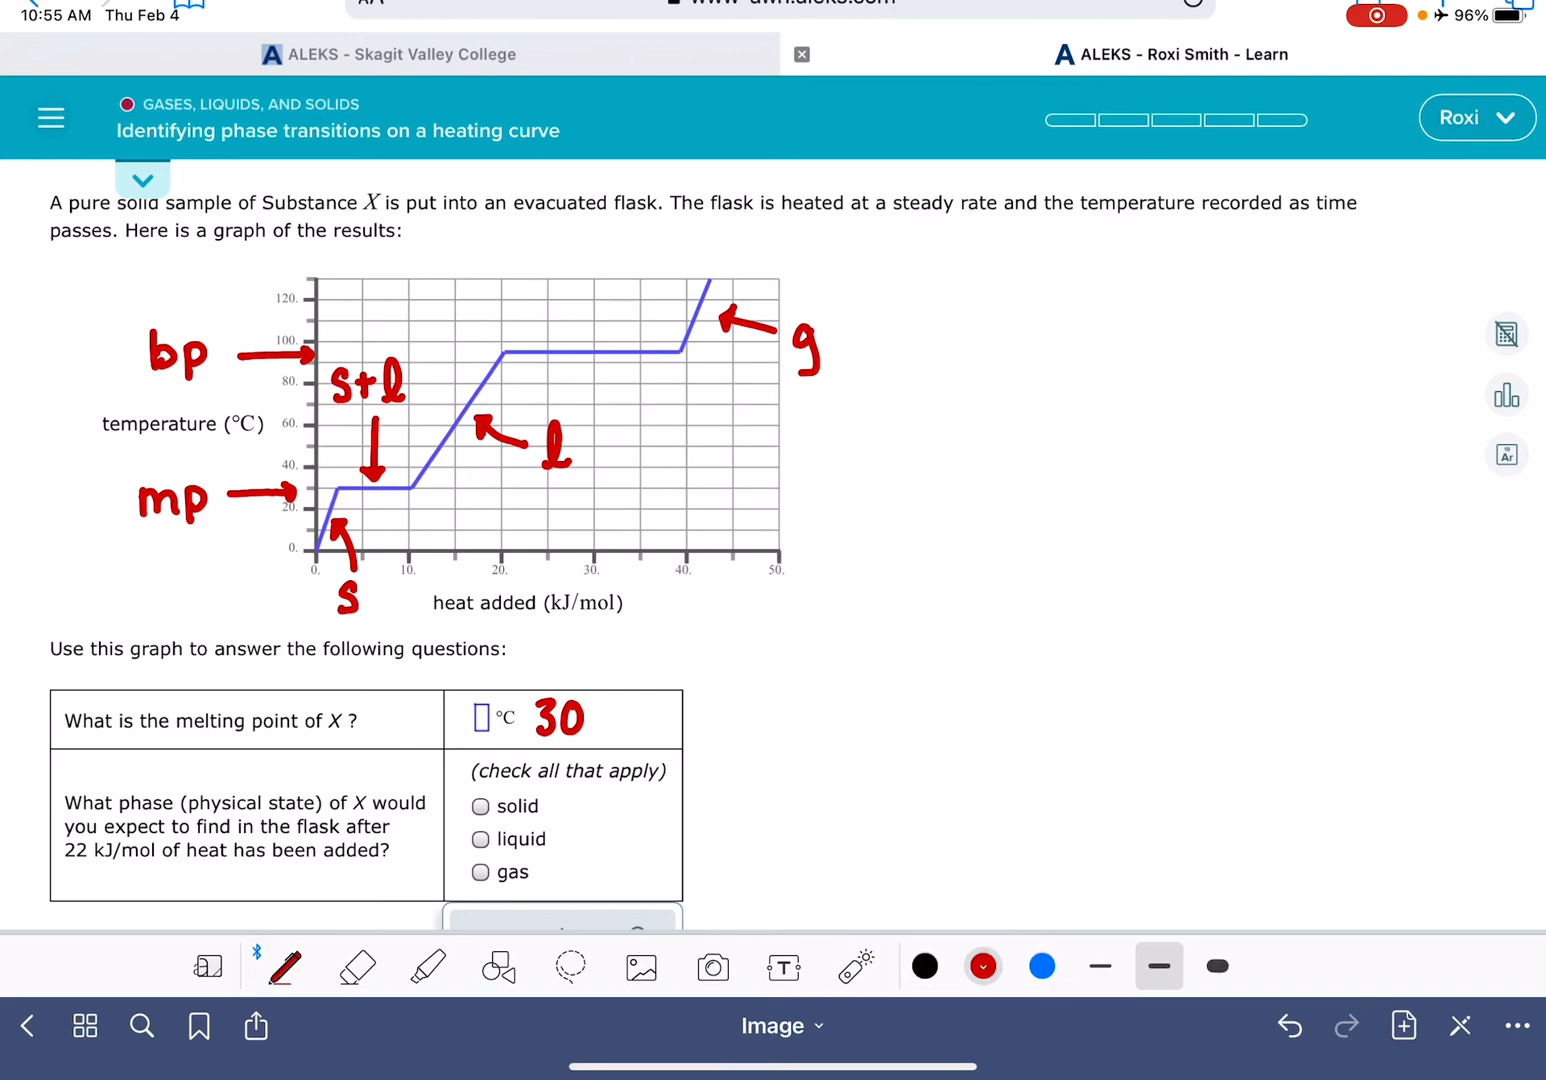 10:55 AM Thu Feb 4
96%
ALEKS - Skagit Valley College
ALEKS - Roxi Smith - Learn
GASES, LIQUIDS, AND SOLIDS
Identifying phase transitions on a heating curve
Roxi
A pure solid sample of Substance X is put into an evacuated flask. The flask is heated at a steady rate and the temperature recorded as time
passes. Here is a graph of the results:
120.
100.
80.
60.
40.
20.
0.
temperature (°C)
bp
mp
s+l
s
l
g
0. 10. 20. 30. 40. 50.
heat added (kJ/mol)
Use this graph to answer the following questions:
What is the melting point of X ?
°C 30
What phase (physical state) of X would
you expect to find in the flask after
22 kJ/mol of heat has been added?
(check all that apply)
solid
liquid
gas
T
Image
18
Ar